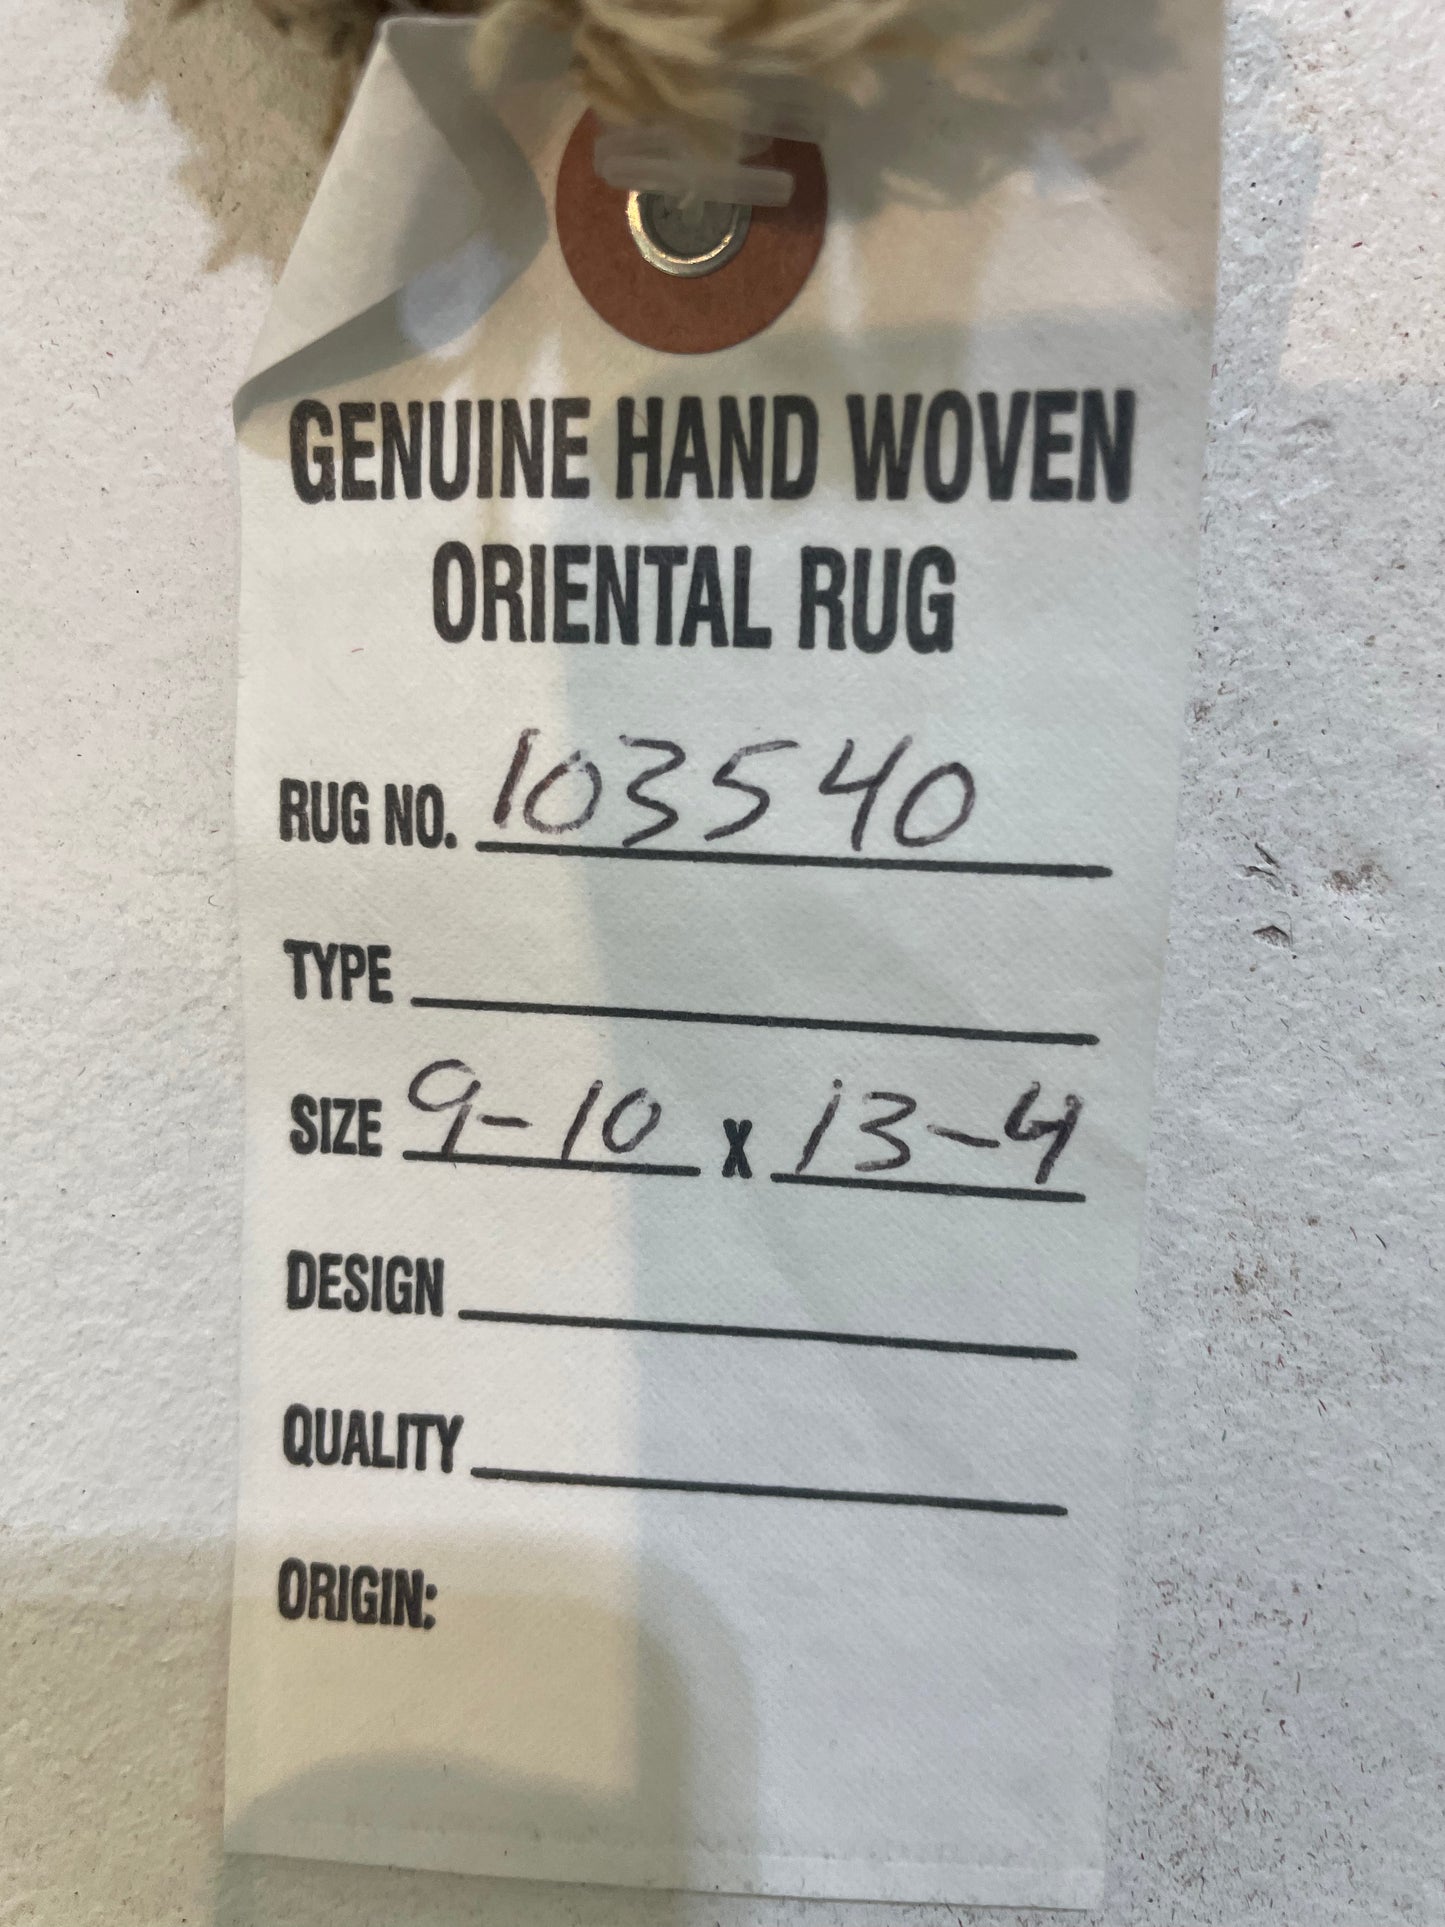 GENUINE HAND WOVEN
ORIENTAL RUG
RUG NO. 103540
TYPE
SIZE 9-10 X 13-4
DESIGN
QUALITY
ORIGIN: